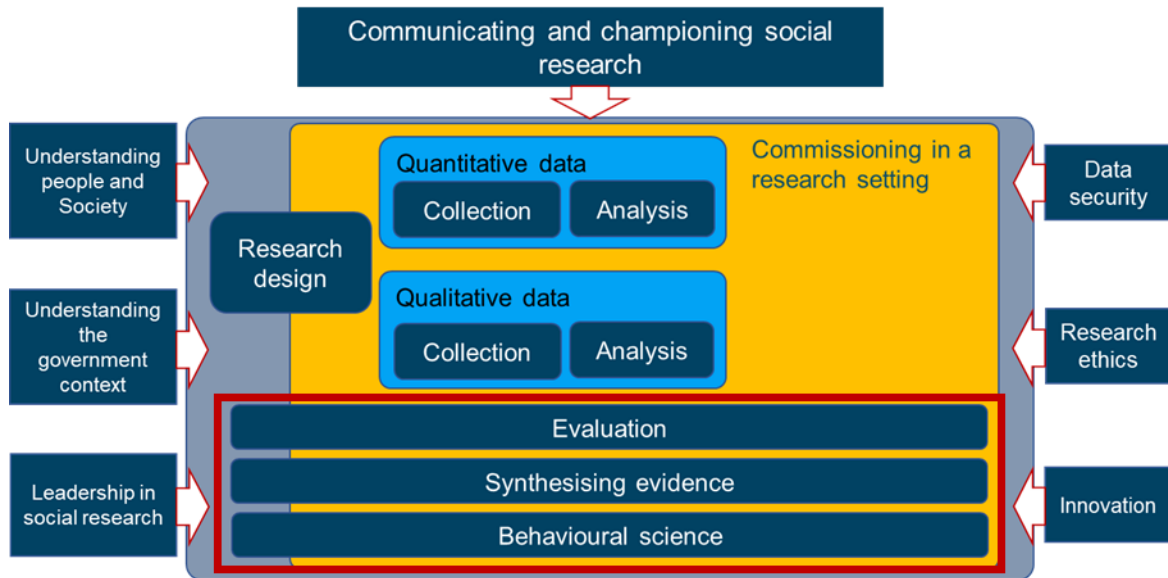 Communicating and championing social
research
Understanding
people and
Society
Understanding
the
government
context
Leadership in
social research
Research
design
Quantitative data
Collection
Analysis
Qualitative data
Collection
Analysis
Commissioning in a
research setting
Evaluation
Synthesising evidence
Behavioural science
Data
security
Research
ethics
Innovation